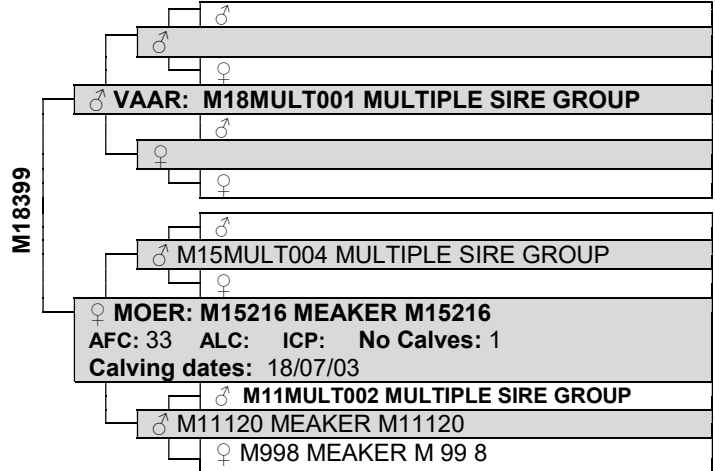 ♂
♂
♀
♂ VAAR: M18MULT001 MULTIPLE SIRE GROUP
♂
♀
♀
M18399
♂
♂ M15MULT004 MULTIPLE SIRE GROUP
♀
♀ MOER: M15216 MEAKER M15216
AFC: 33 ALC: ICP: No Calves: 1
Calving dates: 18/07/03
♂ M11MULT002 MULTIPLE SIRE GROUP
♂ M11120 MEAKER M11120
♀ M998 MEAKER M 99 8